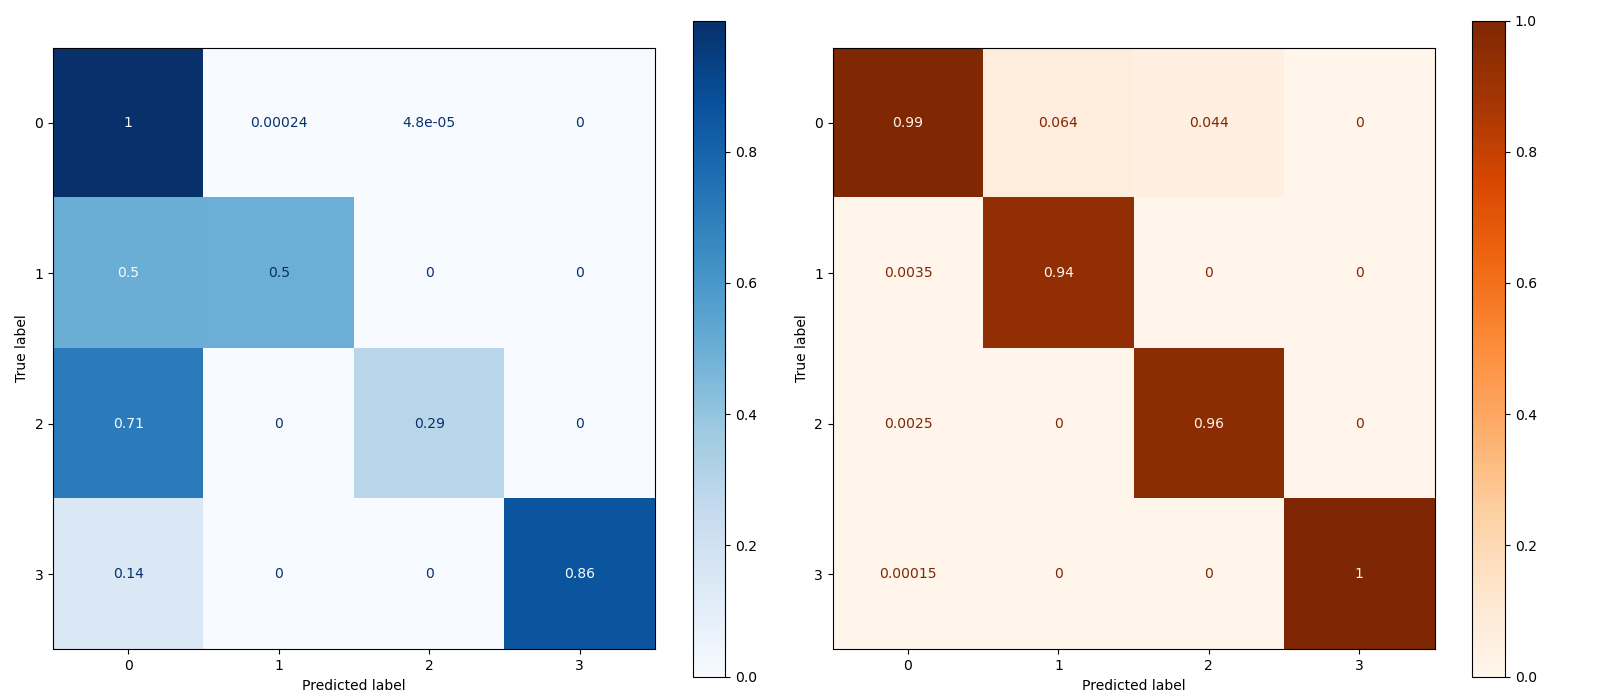 0 1 0.00024 4.8e-05 0
1 0.5 0.5 0 0
2 0.71 0 0.29 0
3 0.14 0 0 0.86
0 1 2 3
Predicted label
True label
0.8
0.6
0.4
0.2
0.0
0 0.99 0.064 0.044 0
1 0.0035 0.94 0 0
2 0.0025 0 0.96 0
3 0.00015 0 0 1
0 1 2 3
Predicted label
True label
1.0
0.8
0.6
0.4
0.2
0.0